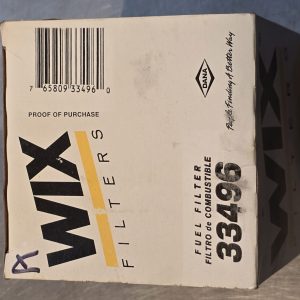 7 65809 33496 0
PROOF OF PURCHASE
WIX
FILTERS
DANA
People Finding A Better Way
FUEL FILTER
FILTRO de COMBUSTIBLE
33496
A